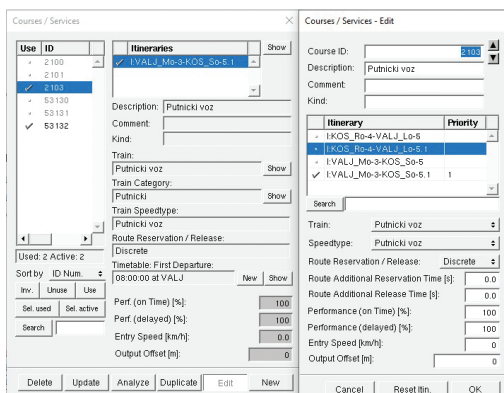 Courses / Services
Use ID
2100
2101
2103
53130
53131
53132
Used: 2 Active: 2
Sort by ID Num.
Inv. Unuse Use
Sel. used Sel. active
Search
Itineraries
Show
I:VALJ_Mo-3-KOS_So-5.1
Description: Putnicki voz
Comment:
Kind:
Train:
Putnicki voz Show
Train Category:
Putnicki Show
Train Speedtype:
Putnicki voz
Route Reservation / Release:
Discrete
Timetable: First Departure:
08:00:00 at VALJ New Show
Perf. (on Time) [%]: 100
Perf. (delayed) [%]: 100
Entry Speed [km/h]: 0.0
Output Offset [m]: 0
Delete Update Analyze Duplicate Edit New
Courses / Services - Edit
Course ID: 2103
Description: Putnicki voz
Comment:
Kind:
Itinerary Priority
I:KOS_Ro-4-VALJ_Lo-5
I:KOS_Ro-4-VALJ_Lo-5.1
I:VALJ_Mo-3-KOS_So-5
I:VALJ_Mo-3-KOS_So-5.1 1
Search
Train: Putnicki voz
Speedtype: Putnicki voz
Route Reservation / Release: Discrete
Route Additional Reservation Time [s]: 0.0
Route Additional Release Time [s]: 0.0
Performance (on Time) [%]: 100
Performance (delayed) [%]: 100
Entry Speed [km/h]: 0
Output Offset [m]: 0
Cancel Reset Itin. OK